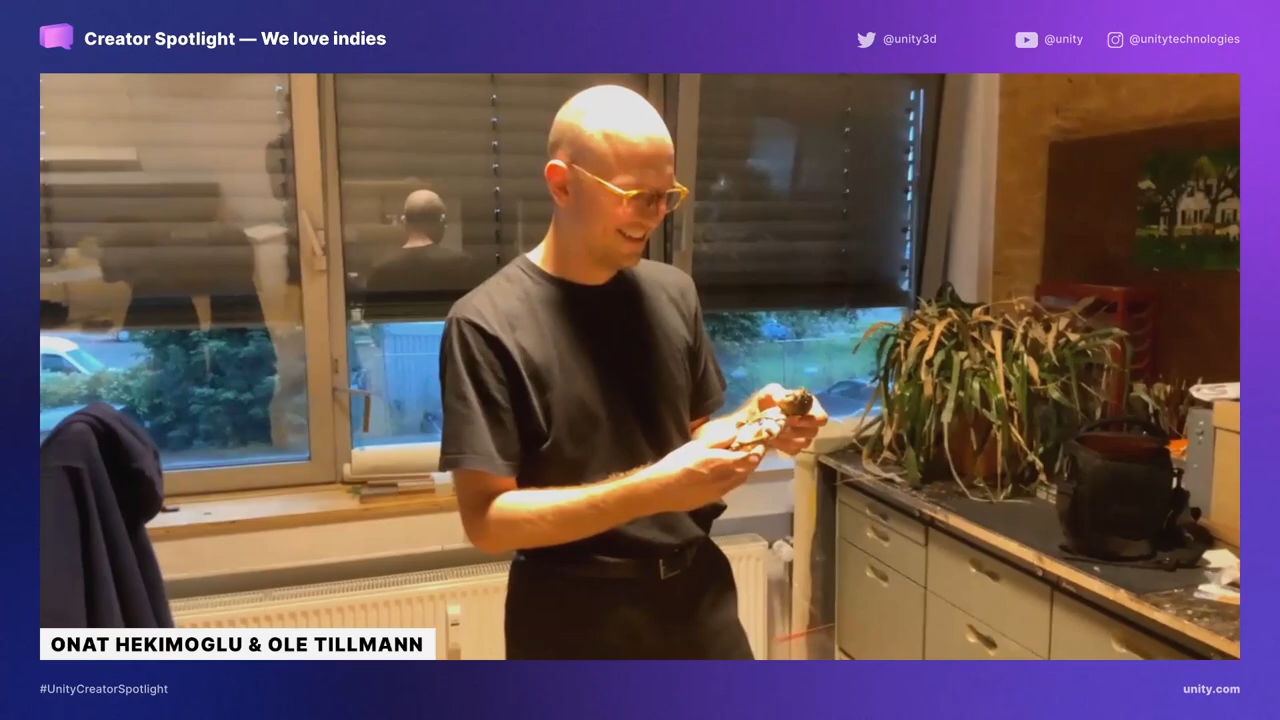 Creator Spotlight — We love indies
@unity3d
@unity
@unitytechnologies
ONAT HEKIMOGLU & OLE TILLMANN
#UnityCreatorSpotlight
unity.com